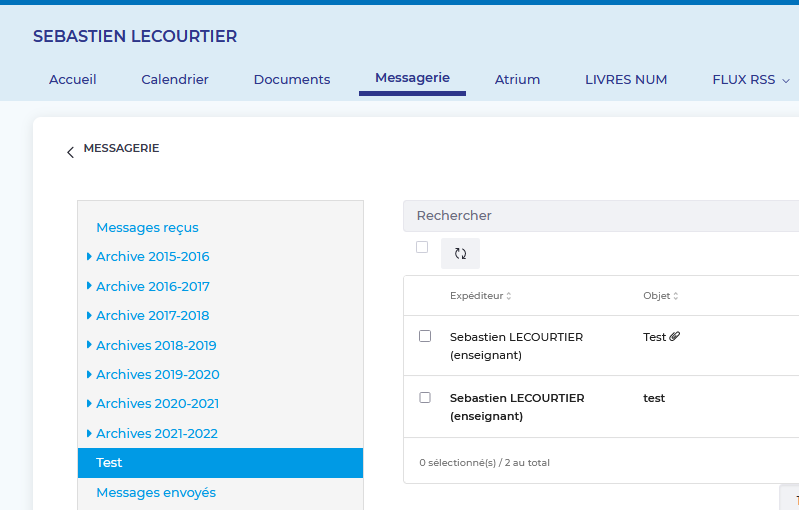 SEBASTIEN LECOURTIER
Accueil Calendrier Documents Messagerie Atrium LIVRES NUM FLUX RSS
MESSAGERIE
Messages reçus
Archive 2015-2016
Archive 2016-2017
Archive 2017-2018
Archives 2018-2019
Archives 2019-2020
Archives 2020-2021
Archives 2021-2022
Test
Messages envoyés
Rechercher
Expéditeur Objet
Sebastien LECOURTIER Test
(enseignant)
Sebastien LECOURTIER test
(enseignant)
0 sélectionné(s) / 2 au total